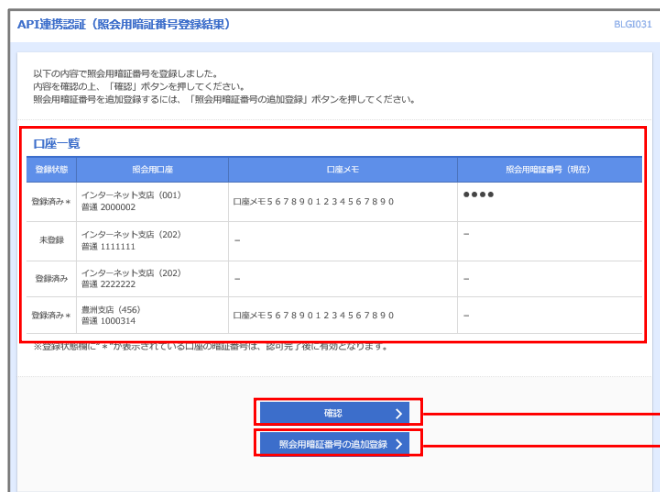 API連携認証（照会用暗証番号登録結果） BLGI031
以下の内容で照会用暗証番号を登録しました。
内容を確認の上、「確認」ボタンを押してください。
照会用暗証番号を追加登録するには、「照会用暗証番号の追加登録」ボタンを押してください。
口座一覧
登録状態 照会用口座 口座メモ 照会用暗証番号（現在）
登録済み* インターネット支店（001） 口座メモ５６７８９０１２３４５６７８９０ ●●●●
普通 2000002
未登録 インターネット支店（202） － －
普通 1111111
登録済み インターネット支店（202） － －
普通 2222222
登録済み*豊洲支店（456） 口座メモ５６７８９０１２３４５６７８９０ －
普通 1000314
※登録状態欄に"*"が表示されている口座の暗証番号は、認可完了後に有効となります。
確認
照会用暗証番号の追加登録